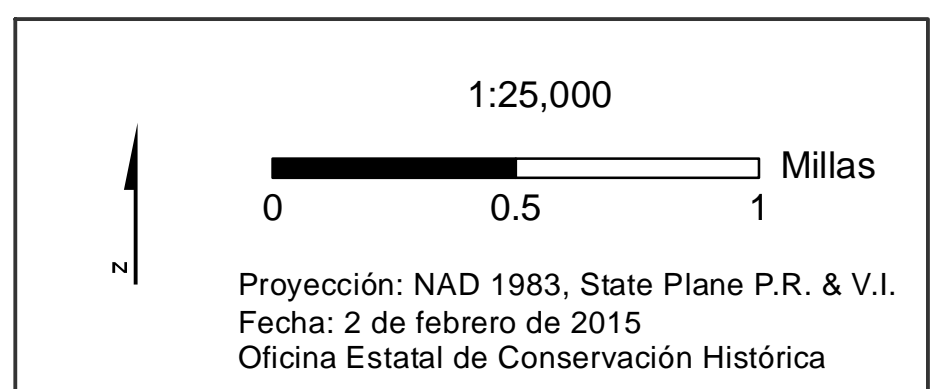 1:25,000
Millas
0 0.5 1
N
Proyección: NAD 1983, State Plane P.R. & V.I.
Fecha: 2 de febrero de 2015
Oficina Estatal de Conservación Histórica